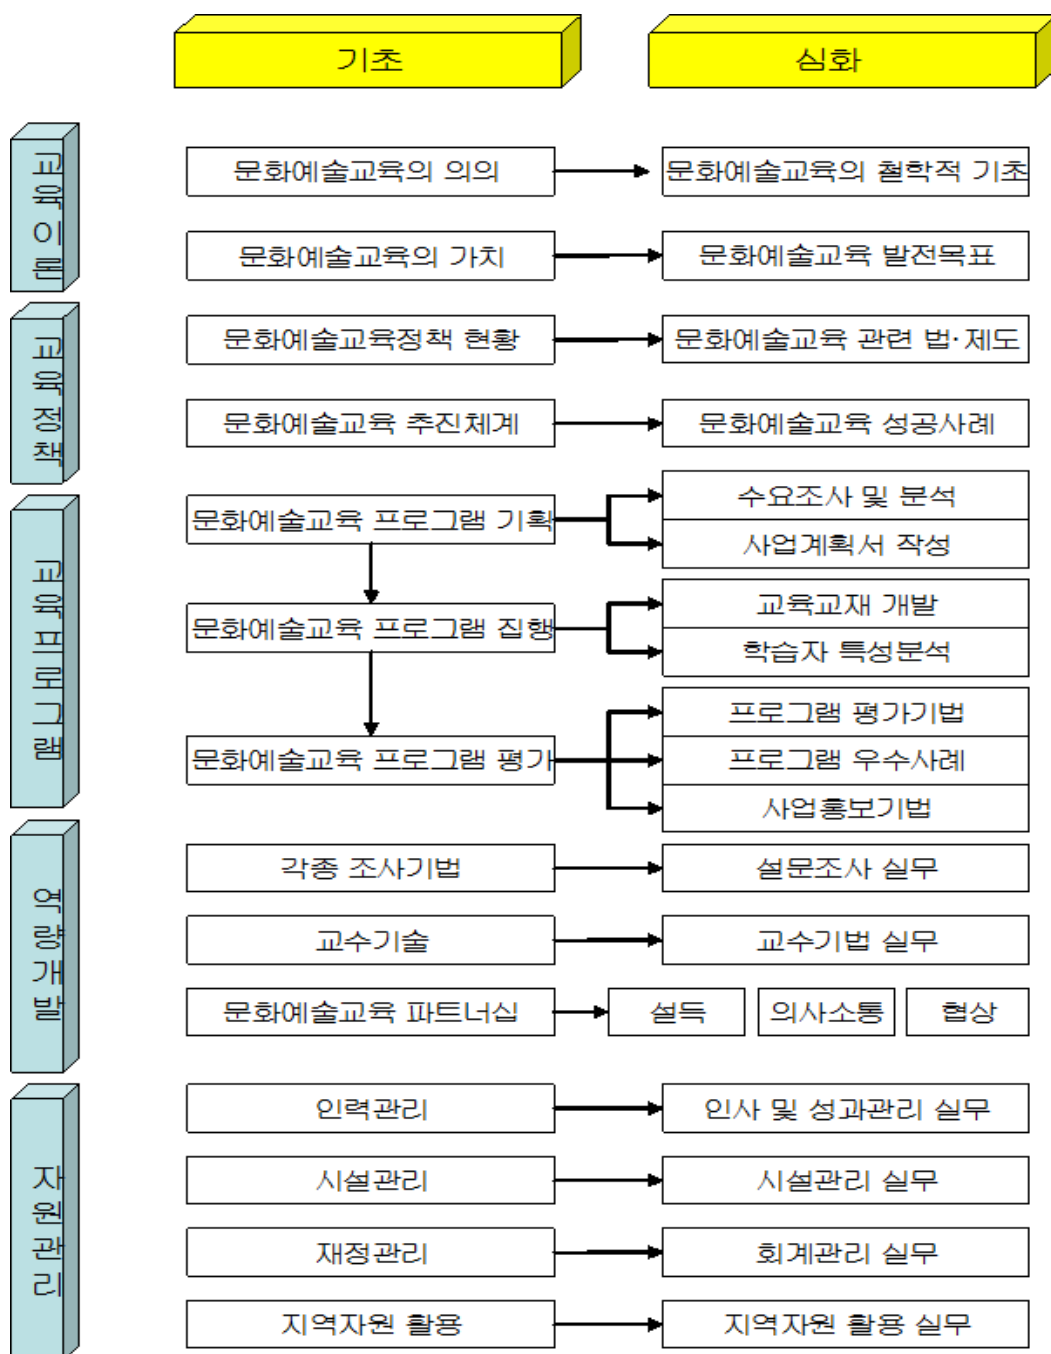 기초
심화
교육이론
문화예술교육의 의의
문화예술교육의 철학적 기초
문화예술교육의 가치
문화예술교육 발전목표
교육정책
문화예술교육정책 현황
문화예술교육 관련 법·제도
문화예술교육 추진체계
문화예술교육 성공사례
교육프로그램
문화예술교육 프로그램 기획
수요조사 및 분석
사업계획서 작성
문화예술교육 프로그램 집행
교육교재 개발
학습자 특성분석
문화예술교육 프로그램 평가
프로그램 평가기법
프로그램 우수사례
사업홍보기법
역량개발
각종 조사기법
설문조사 실무
교수기술
교수기법 실무
문화예술교육 파트너십
설득
의사소통
협상
자원관리
인력관리
인사 및 성과관리 실무
시설관리
시설관리 실무
재정관리
회계관리 실무
지역자원 활용
지역자원 활용 실무